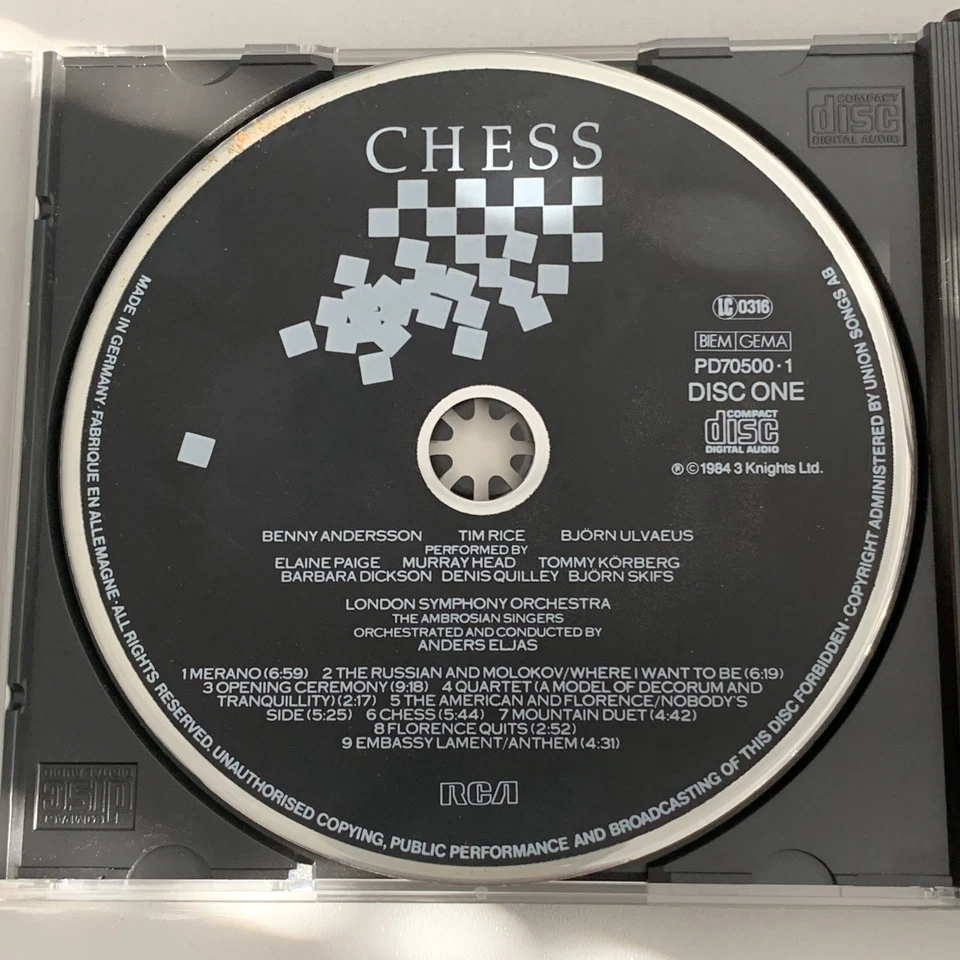 CHESS
COMPACT
disc
DIGITAL AUDIO
LC 0316
BIEM GEMA
PD70500·1
DISC ONE
COMPACT
disc
DIGITAL AUDIO
℗ © 1984 3 Knights Ltd.
BENNY ANDERSSON TIM RICE BJÖRN ULVAEUS
PERFORMED BY
ELAINE PAIGE MURRAY HEAD TOMMY KÖRBERG
BARBARA DICKSON DENIS QUILLEY BJÖRN SKIFS
LONDON SYMPHONY ORCHESTRA
THE AMBROSIAN SINGERS
ORCHESTRATED AND CONDUCTED BY
ANDERS ELJAS
1 MERANO (6:59) 2 THE RUSSIAN AND MOLOKOV/WHERE I WANT TO BE (6:19)
3 OPENING CEREMONY (9:18) 4 QUARTET (A MODEL OF DECORUM AND
TRANQUILLITY) (2:17) 5 THE AMERICAN AND FLORENCE/NOBODY'S
SIDE (5:25) 6 CHESS (5:44) 7 MOUNTAIN DUET (4:42)
8 FLORENCE QUITS (2:52)
9 EMBASSY LAMENT/ANTHEM (4:31)
RCA
MADE IN GERMANY·FABRIQUE EN ALLEMAGNE·ALL RIGHTS RESERVED. UNAUTHORISED COPYING, PUBLIC PERFORMANCE AND BROADCASTING OF THIS DISC FORBIDDEN·COPYRIGHT ADMINISTERED BY UNION SONGS AB
COMPACT
disc
DIGITAL AUDIO